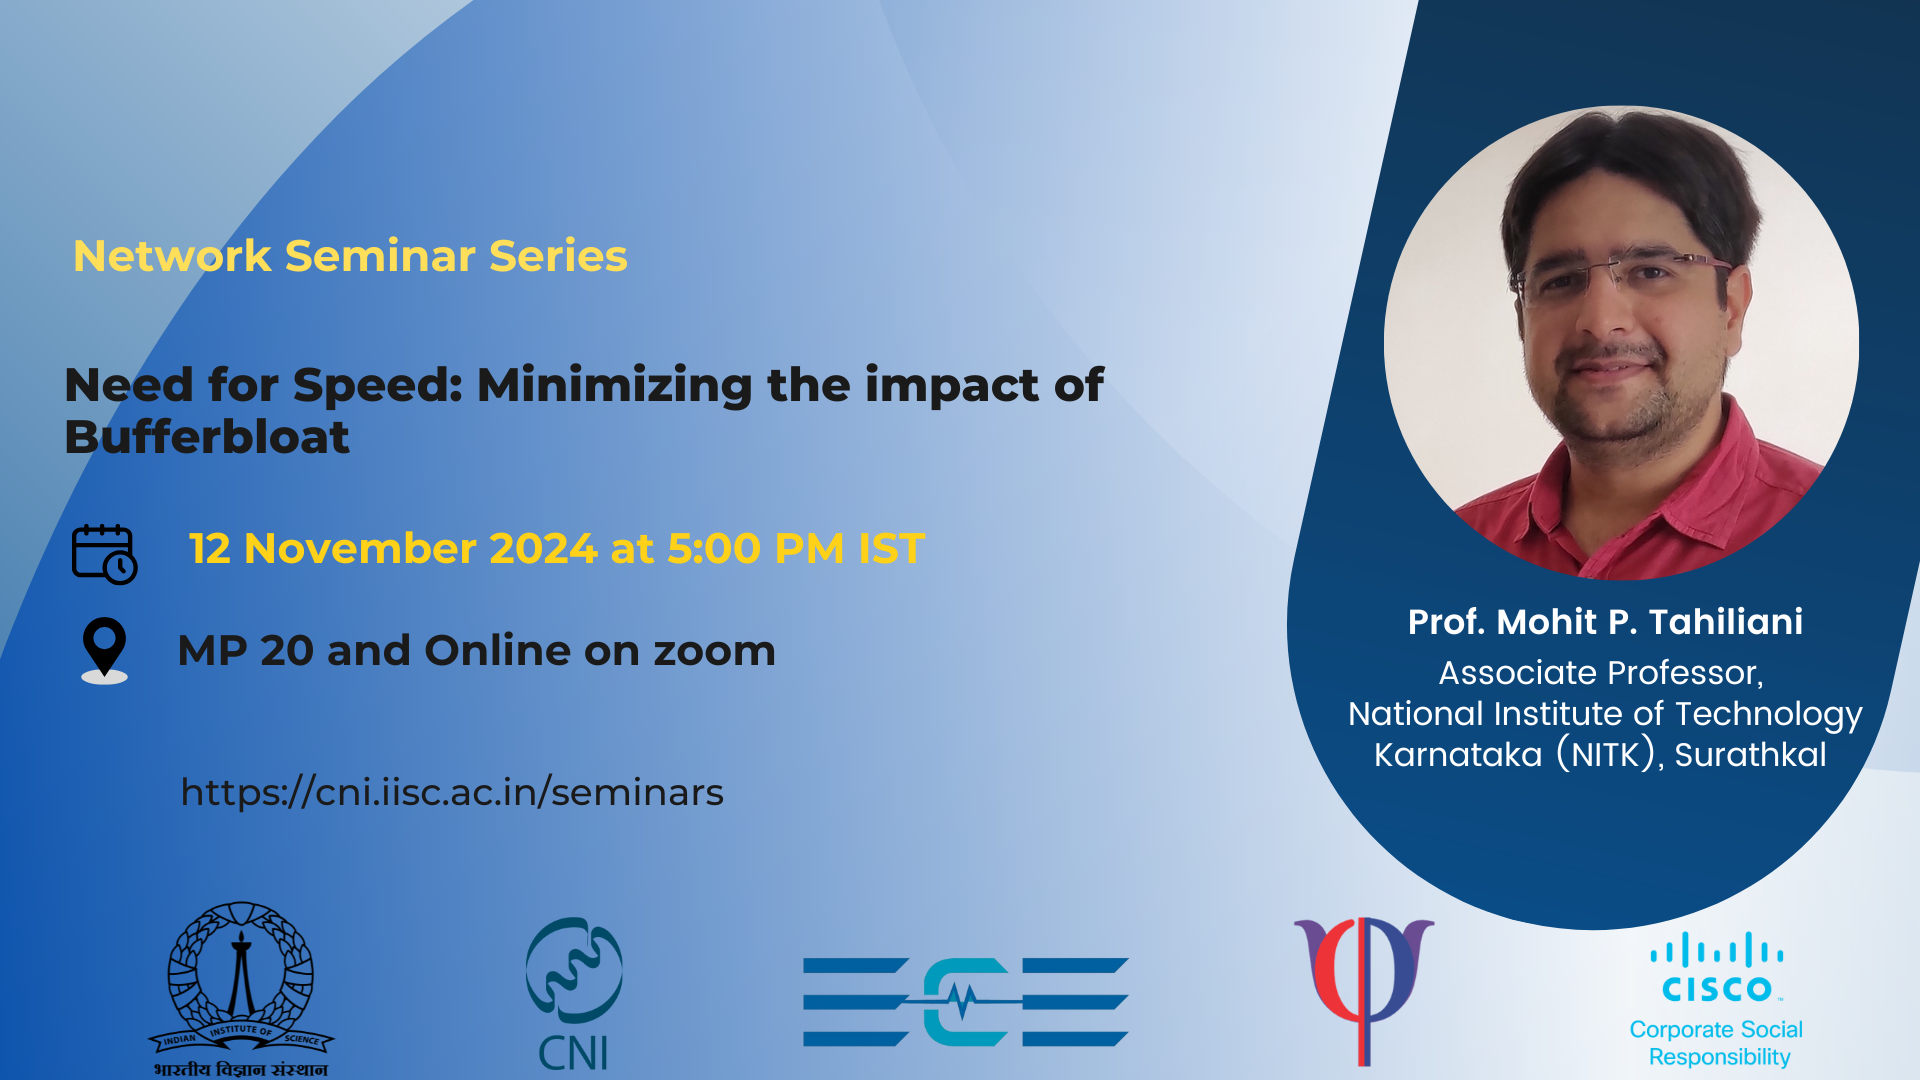 Network Seminar Series
Need for Speed: Minimizing the impact of
Bufferbloat
12 November 2024 at 5:00 PM IST
MP 20 and Online on zoom
https://cni.iisc.ac.in/seminars
Prof. Mohit P. Tahiliani
Associate Professor,
National Institute of Technology
Karnataka (NITK), Surathkal
INDIAN INSTITUTE OF SCIENCE
भारतीय विज्ञान संस्थान
CNI
ECE
CISCO
Corporate Social
Responsibility